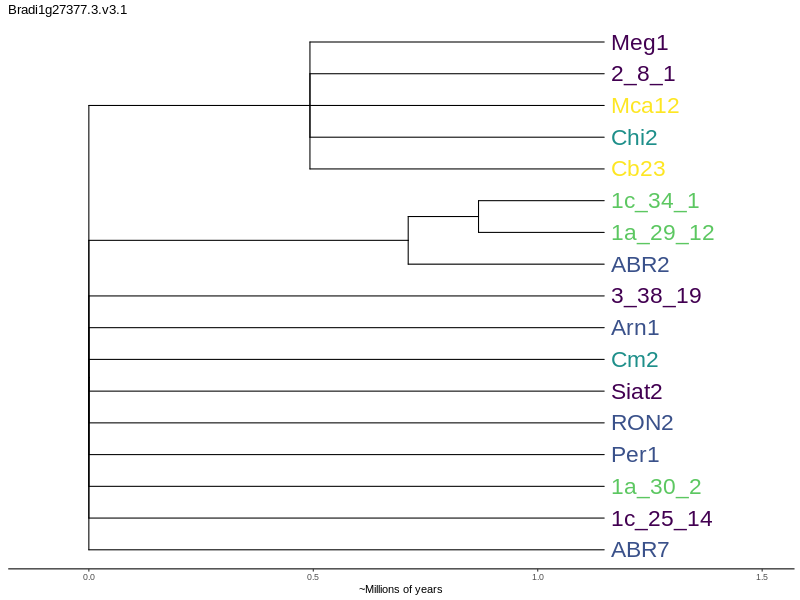 Bradi1g27377.3.v3.1
Meg1
2_8_1
Mca12
Chi2
Cb23
1c_34_1
1a_29_12
ABR2
3_38_19
Arn1
Cm2
Siat2
RON2
Per1
1a_30_2
1c_25_14
ABR7
0.0 0.5 1.0 1.5
~Millions of years